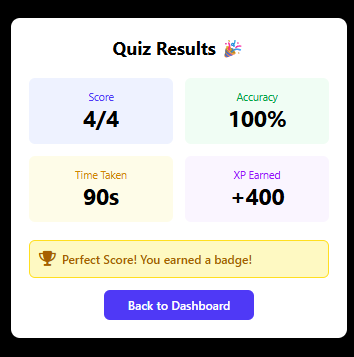 Quiz Results 🎉
Score
4/4
Accuracy
100%
Time Taken
90s
XP Earned
+400
🏆 Perfect Score! You earned a badge!
Back to Dashboard